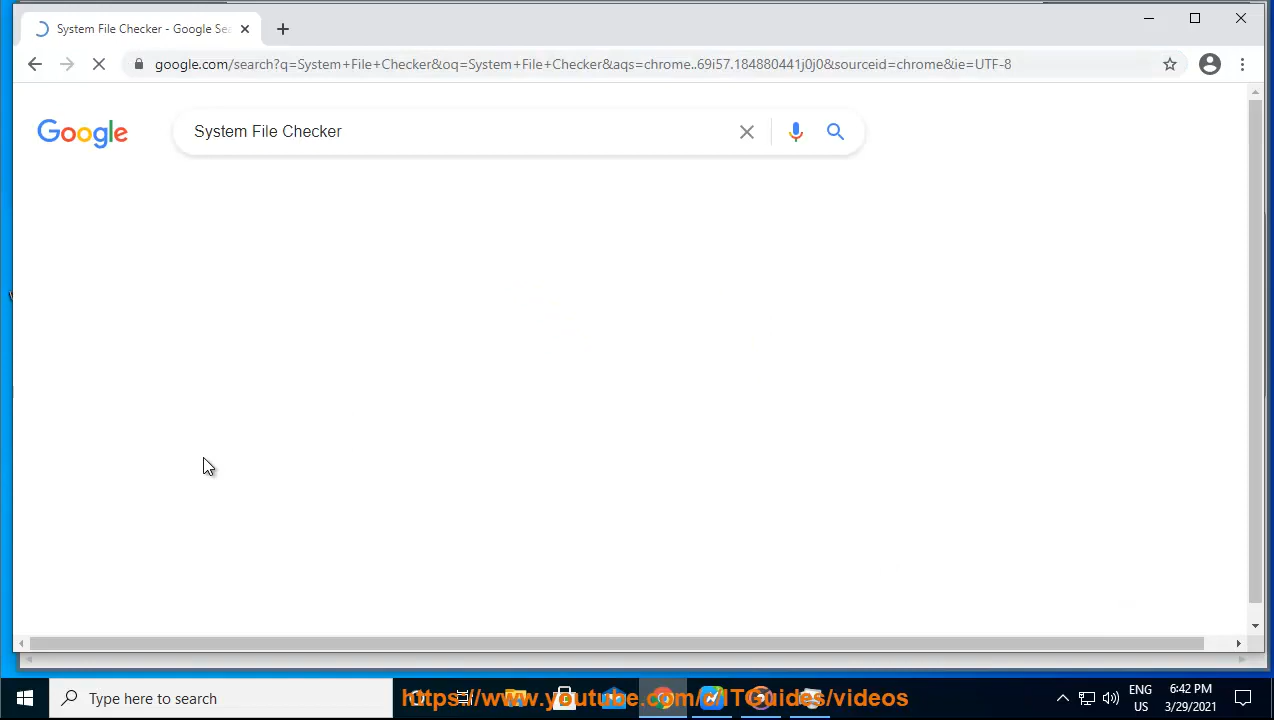 System File Checker - Google Sea
google.com/search?q=System+File+Checker&oq=System+File+Checker&aqs=chrome..69i57.184880441j0j0&sourceid=chrome&ie=UTF-8
Google
System File Checker
Type here to search
ENG
US
6:42 PM
3/29/2021